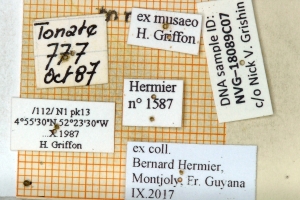 Tonate
777
Oct 87
ex musaeo
H. Griffon
DNA sample ID:
NVG-18089C07
c/o Nick V. Grishin
Hermier
n° 1587
/112/ N1 pk13
4°55'30"N 52°23'30"W
...X 1987
H. Griffon
ex coll.
Bernard Hermier,
Montjoly, Fr. Guyana
IX.2017